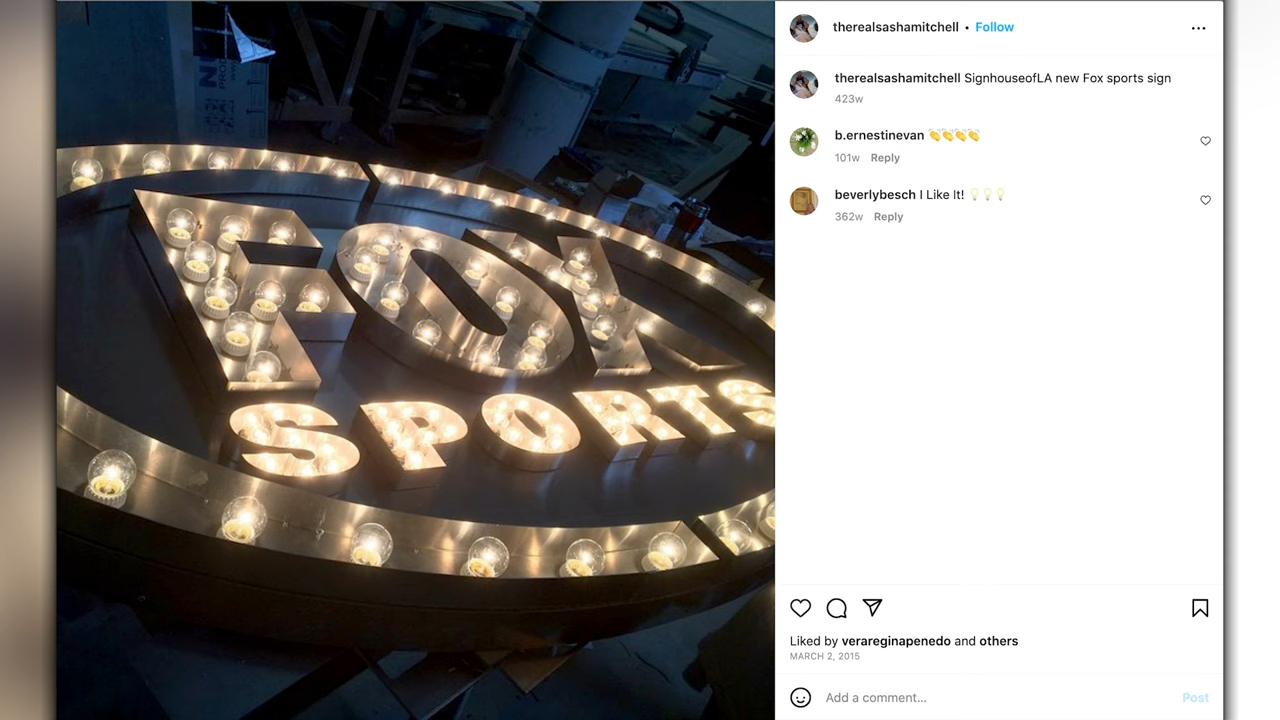 FOX
SPORTS
therealsashamitchell • Follow
therealsashamitchell SignhouseofLA new Fox sports sign
423w
b.ernestinevan 👏👏👏👏
101w Reply
beverlybesch I Like It! 💡💡💡
362w Reply
Liked by verareginapenedo and others
MARCH 2, 2015
Add a comment...
Post